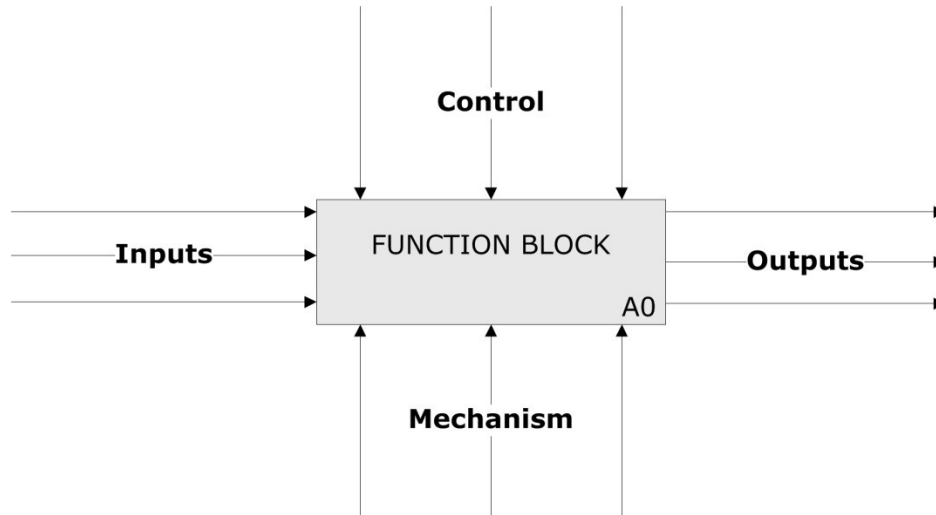 Control
Inputs
FUNCTION BLOCK
Outputs
A0
Mechanism